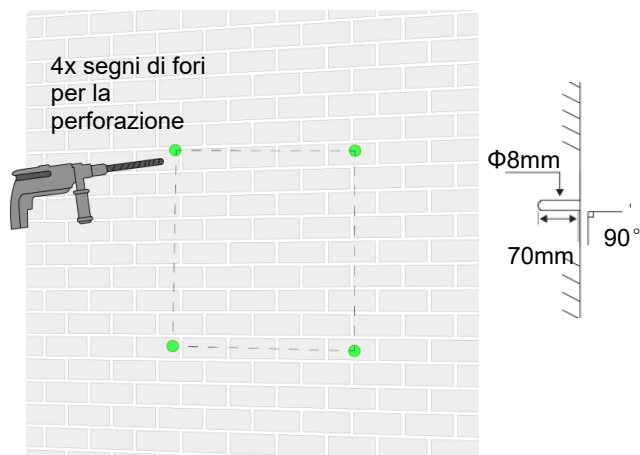 4x segni di fori
per la
perforazione
Φ8mm
70mm
90°